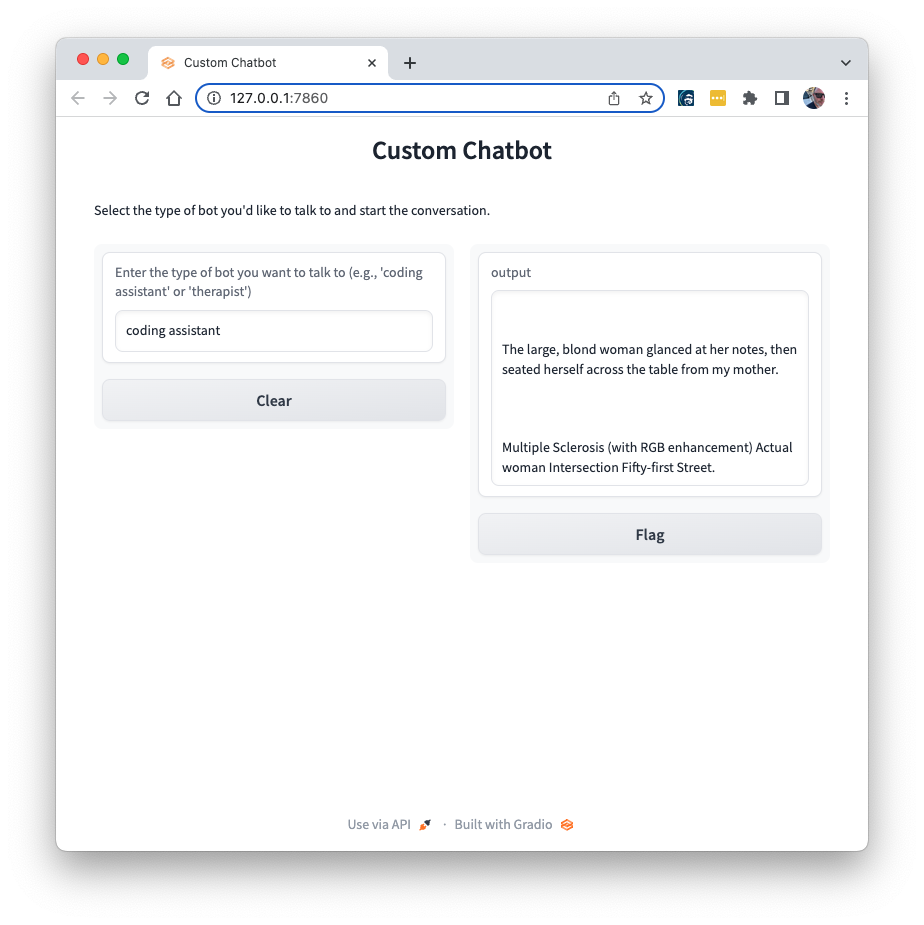 Custom Chatbot
127.0.0.1:7860
Custom Chatbot
Select the type of bot you'd like to talk to and start the conversation.
Enter the type of bot you want to talk to (e.g., 'coding
assistant' or 'therapist')
coding assistant
Clear
output
The large, blond woman glanced at her notes, then
seated herself across the table from my mother.
Multiple Sclerosis (with RGB enhancement) Actual
woman Intersection Fifty-first Street.
Flag
Use via API · Built with Gradio